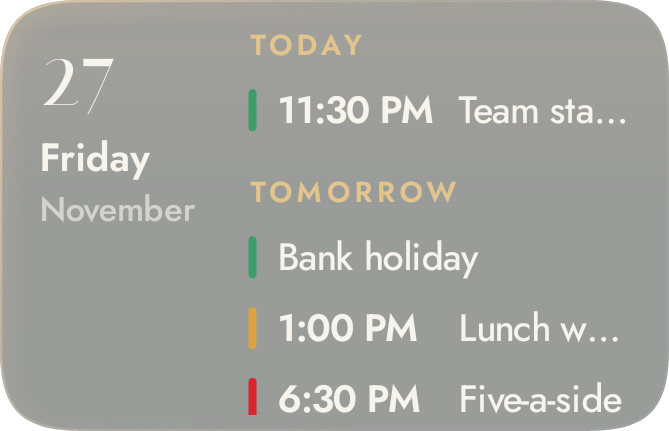 27
Friday
November
TODAY
11:30 PM Team sta...
TOMORROW
Bank holiday
1:00 PM Lunch w...
6:30 PM Five-a-side